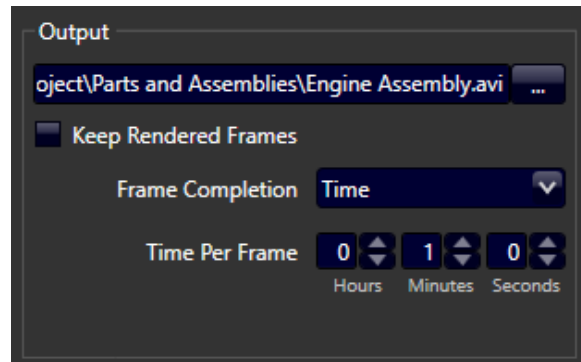 Output
oject\Parts and Assemblies\Engine Assembly.avi ...
Keep Rendered Frames
Frame Completion Time
Time Per Frame 0 1 0
Hours Minutes Seconds